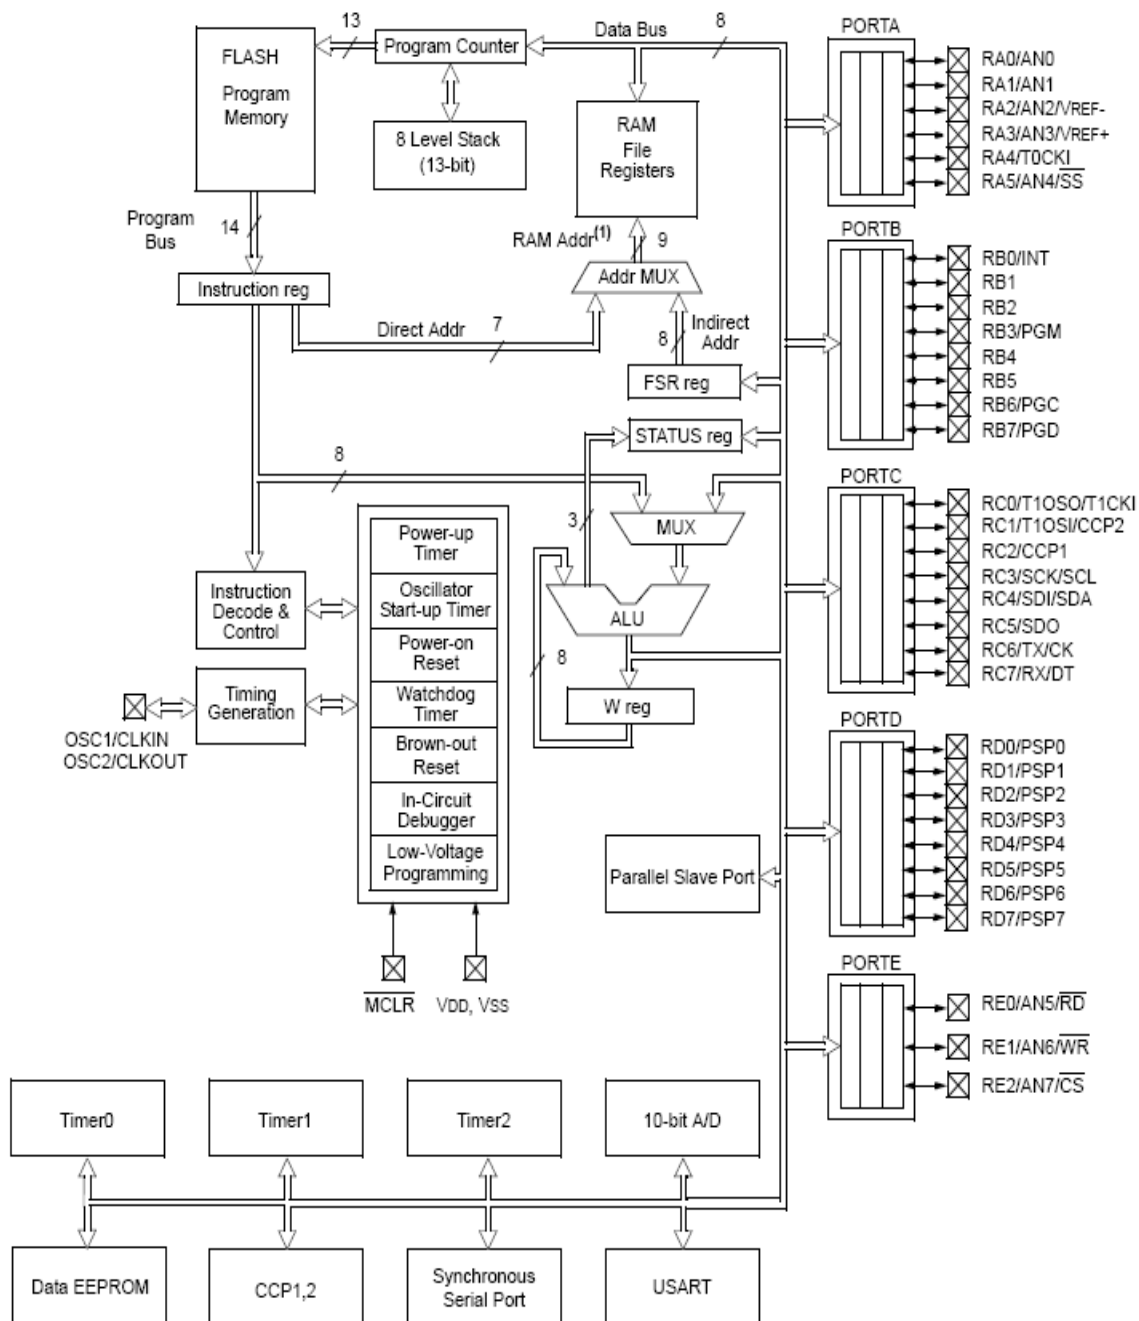 13
Data Bus
8
PORTA
FLASH
Program
Memory
Program Counter
8 Level Stack
(13-bit)
RAM
File
Registers
RA0/AN0
RA1/AN1
RA2/AN2/VREF-
RA3/AN3/VREF+
RA4/T0CKI
RA5/AN4/SS
Program
Bus
14
RAM Addr(1)
9
PORTB
Addr MUX
Instruction reg
Direct Addr
7
8
Indirect
Addr
FSR reg
RB0/INT
RB1
RB2
RB3/PGM
RB4
RB5
RB6/PGC
RB7/PGD
STATUS reg
8
3
MUX
PORTC
RC0/T1OSO/T1CKI
RC1/T1OSI/CCP2
RC2/CCP1
RC3/SCK/SCL
RC4/SDI/SDA
RC5/SDO
RC6/TX/CK
RC7/RX/DT
Power-up
Timer
Instruction
Decode &
Control
Oscillator
Start-up Timer
ALU
Power-on
Reset
8
Timing
Generation
Watchdog
Timer
W reg
OSC1/CLKIN
OSC2/CLKOUT
Brown-out
Reset
In-Circuit
Debugger
Low-Voltage
Programming
PORTD
RD0/PSP0
RD1/PSP1
RD2/PSP2
RD3/PSP3
RD4/PSP4
RD5/PSP5
RD6/PSP6
RD7/PSP7
Parallel Slave Port
MCLR
VDD, VSS
PORTE
RE0/AN5/RD
RE1/AN6/WR
RE2/AN7/CS
Timer0
Timer1
Timer2
10-bit A/D
Data EEPROM
CCP1,2
Synchronous
Serial Port
USART